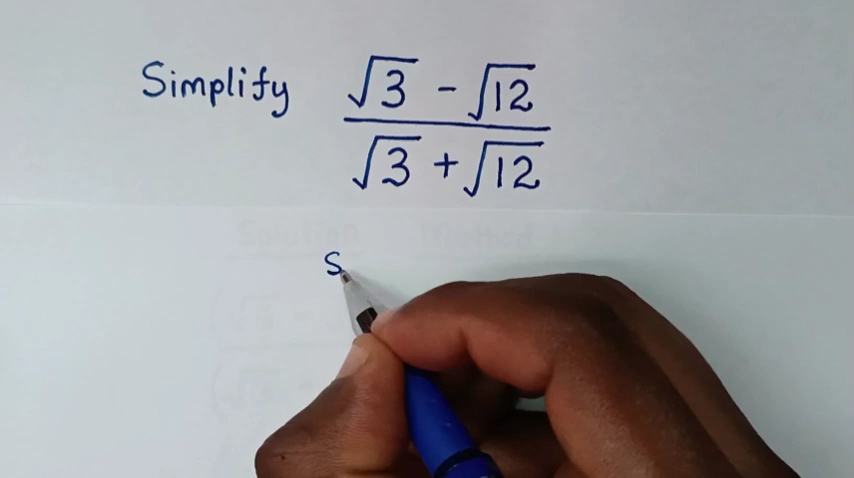 Simplify (√3 - √12)/(√3 + √12)
S